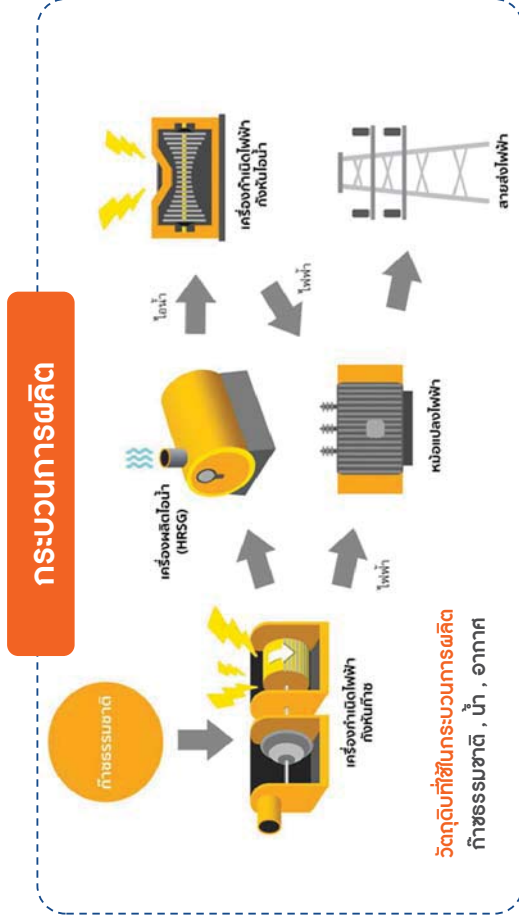 กระบวนการผลิต
ก๊าซธรรมชาติ
เครื่องกำเนิดไฟฟ้า
กังหันก๊าซ
เครื่องผลิตไอน้ำ
(HRSG)
ไอน้ำ
เครื่องกำเนิดไฟฟ้า
กังหันไอน้ำ
ไฟฟ้า
ไฟฟ้า
หม้อแปลงไฟฟ้า
สายส่งไฟฟ้า
วัตถุดิบที่ใช้ในกระบวนการผลิต
ก๊าซธรรมชาติ , น้ำ , อากาศ